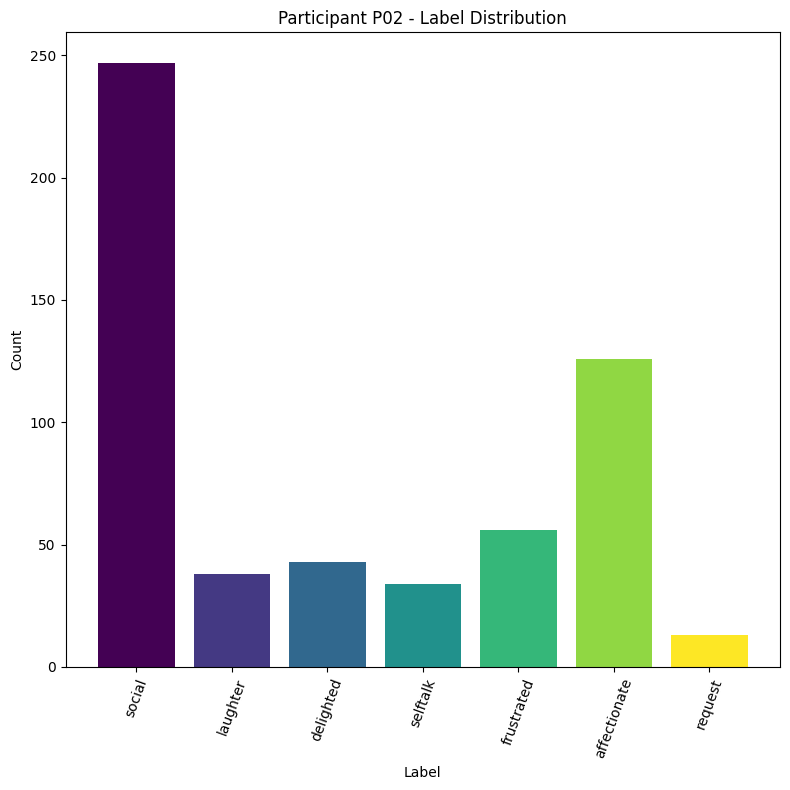 Participant P02 - Label Distribution
250
200
150
100
50
0
Count
social
laughter
delighted
selftalk
frustrated
affectionate
request
Label